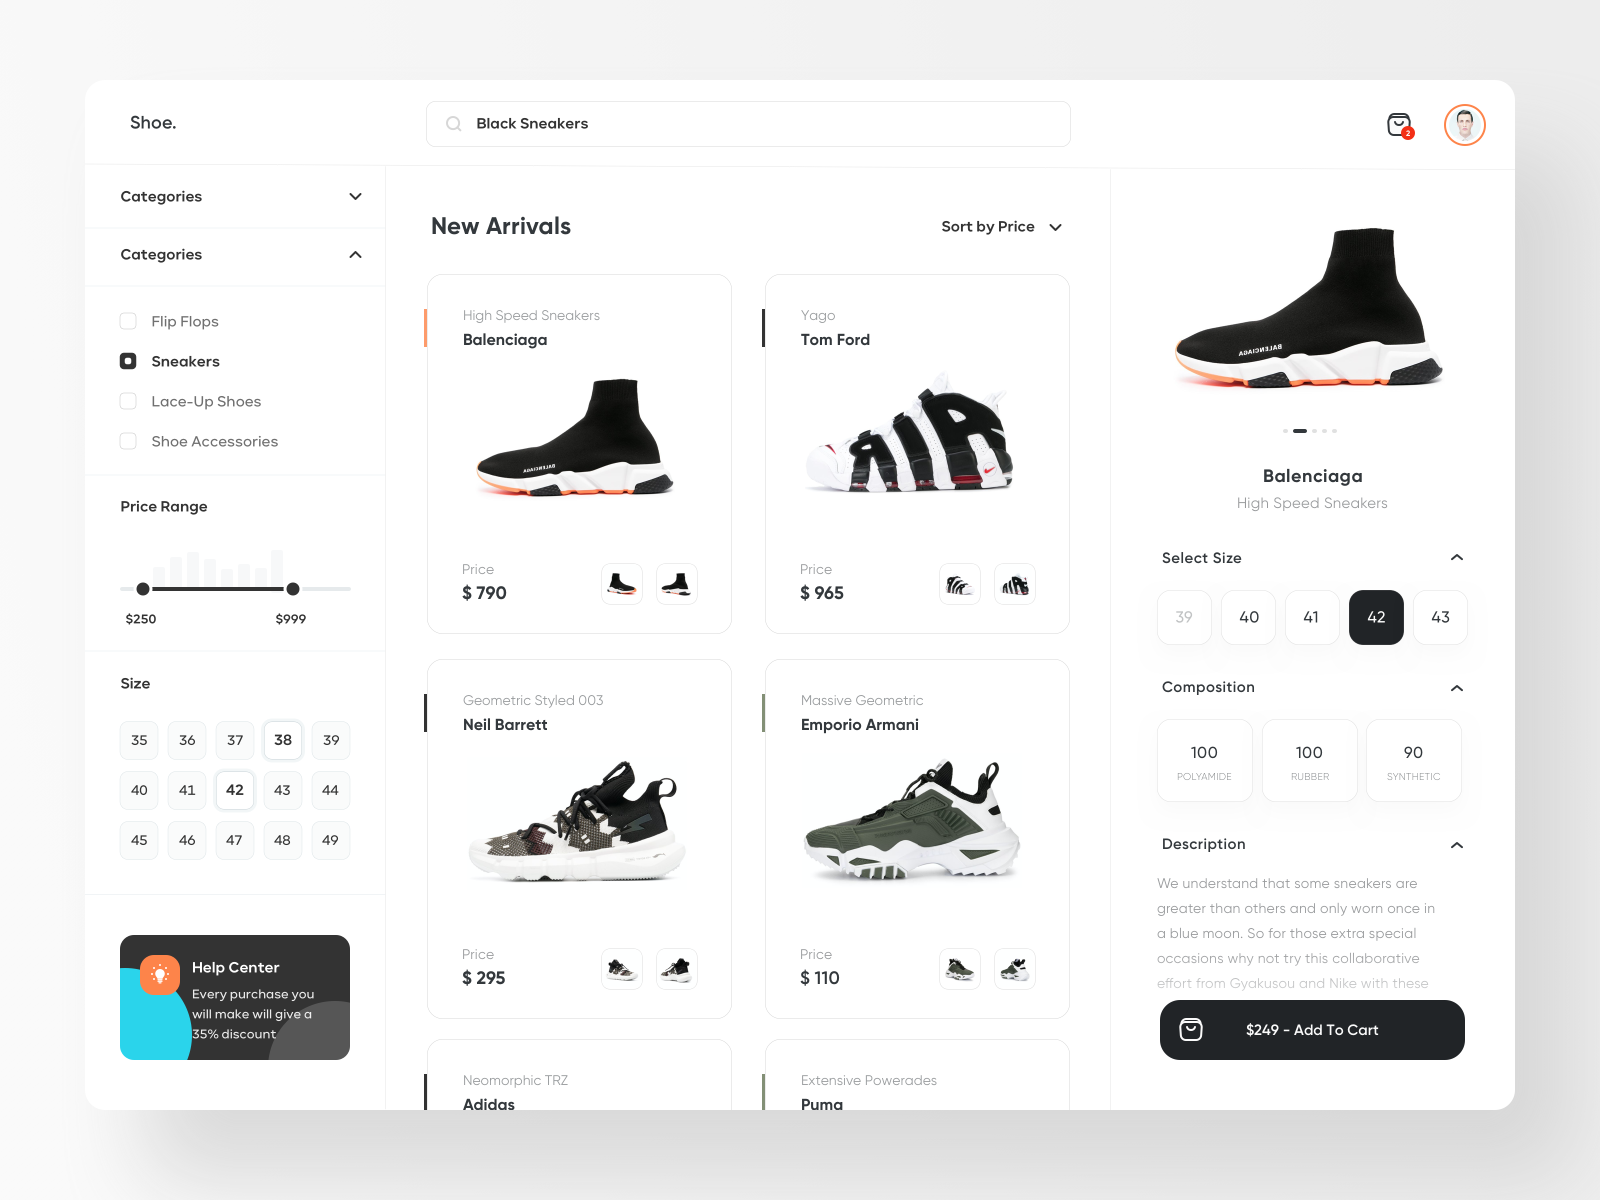 Shoe.
Black Sneakers
2
Categories
Categories
Flip Flops
Sneakers
Lace-Up Shoes
Shoe Accessories
Price Range
$250
$999
Size
35
36
37
38
39
40
41
42
43
44
45
46
47
48
49
Help Center
Every purchase you
will make will give a
35% discount
New Arrivals
Sort by Price
High Speed Sneakers
Balenciaga
BALENCIAGA
Price
$ 790
Yago
Tom Ford
Price
$ 965
Geometric Styled 003
Neil Barrett
Price
$ 295
Massive Geometric
Emporio Armani
Price
$ 110
Neomorphic TRZ
Adidas
Extensive Powerades
Puma
BALENCIAGA
Balenciaga
High Speed Sneakers
Select Size
39
40
41
42
43
Composition
100
POLYAMIDE
100
RUBBER
90
SYNTHETIC
Description
We understand that some sneakers are
greater than others and only worn once in
a blue moon. So for those extra special
occasions why not try this collaborative
effort from Gyakusou and Nike with these
$249 - Add To Cart